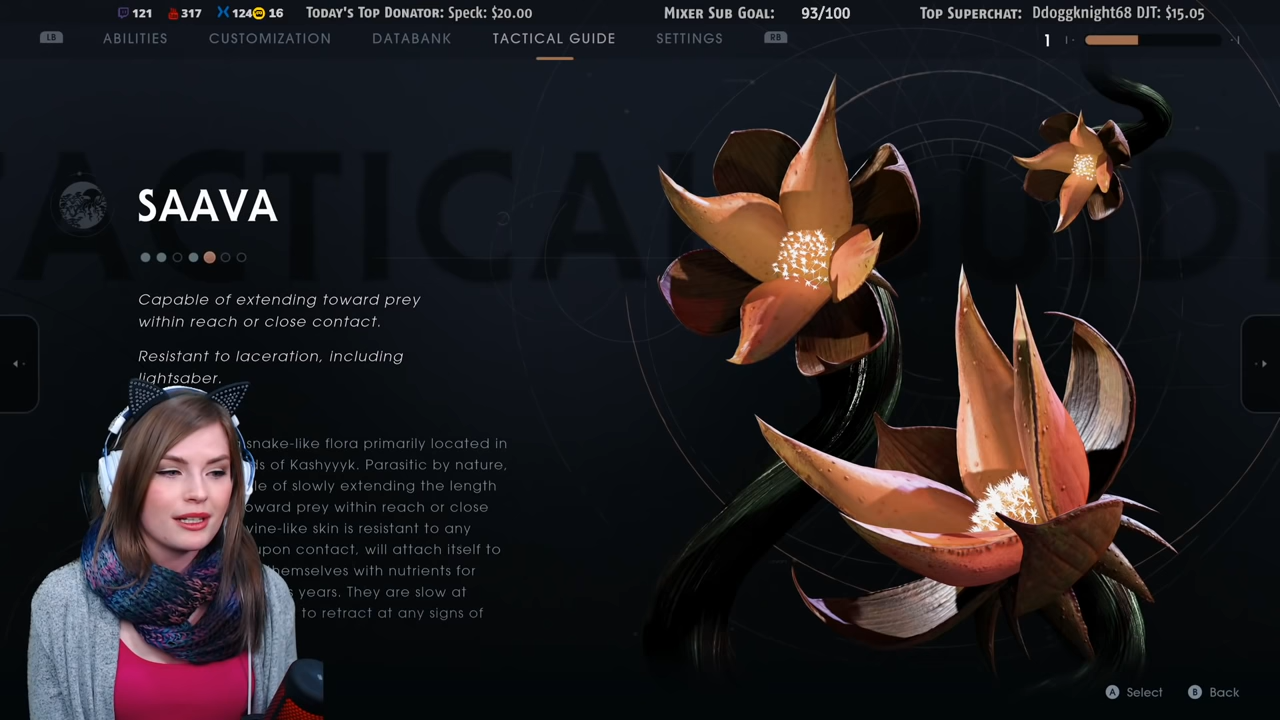 121 317 124 16 Today's Top Donator: Speck: $20.00 Mixer Sub Goal: 93/100 Top Superchat: Ddoggknight68 DJT: $15.05
LB ABILITIES CUSTOMIZATION DATABANK TACTICAL GUIDE SETTINGS RB 1
TACTICAL GUIDE
SAAVA
Capable of extending toward prey
within reach or close contact.
Resistant to laceration, including
lightsaber.
snake-like flora primarily located in
of Kashyyyk. Parasitic by nature,
of slowly extending the length
toward prey within reach or close
vine-like skin is resistant to any
upon contact, will attach itself to
themselves with nutrients for
years. They are slow at
to retract at any signs of
A Select B Back